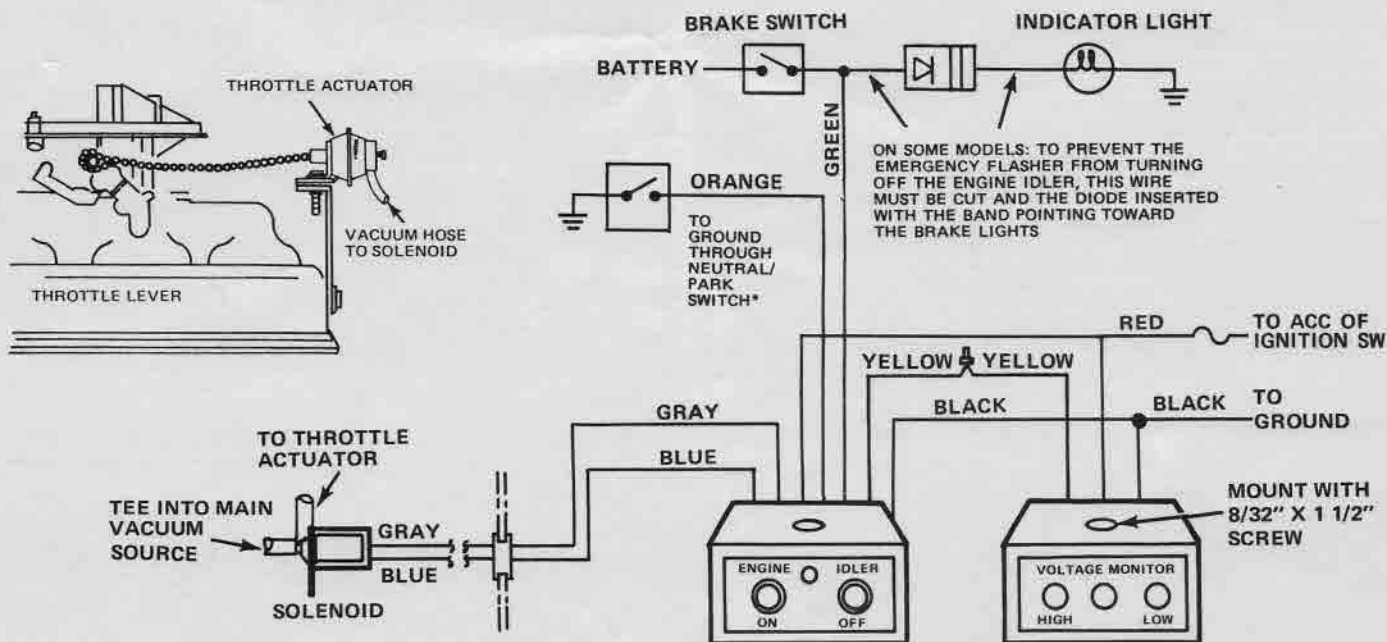 BRAKE SWITCH
INDICATOR LIGHT
BATTERY
THROTTLE ACTUATOR
GREEN
ON SOME MODELS: TO PREVENT THE
EMERGENCY FLASHER FROM TURNING
OFF THE ENGINE IDLER, THIS WIRE
MUST BE CUT AND THE DIODE INSERTED
WITH THE BAND POINTING TOWARD
THE BRAKE LIGHTS
ORANGE
TO
GROUND
THROUGH
NEUTRAL/
PARK
SWITCH*
VACUUM HOSE
TO SOLENOID
THROTTLE LEVER
RED
TO ACC OF
IGNITION SW
YELLOW
YELLOW
BLACK
BLACK
TO
GROUND
GRAY
BLUE
TO THROTTLE
ACTUATOR
TEE INTO MAIN
VACUUM
SOURCE
GRAY
BLUE
SOLENOID
MOUNT WITH
8/32" X 1 1/2"
SCREW
ENGINE IDLER
ON OFF
VOLTAGE MONITOR
HIGH LOW